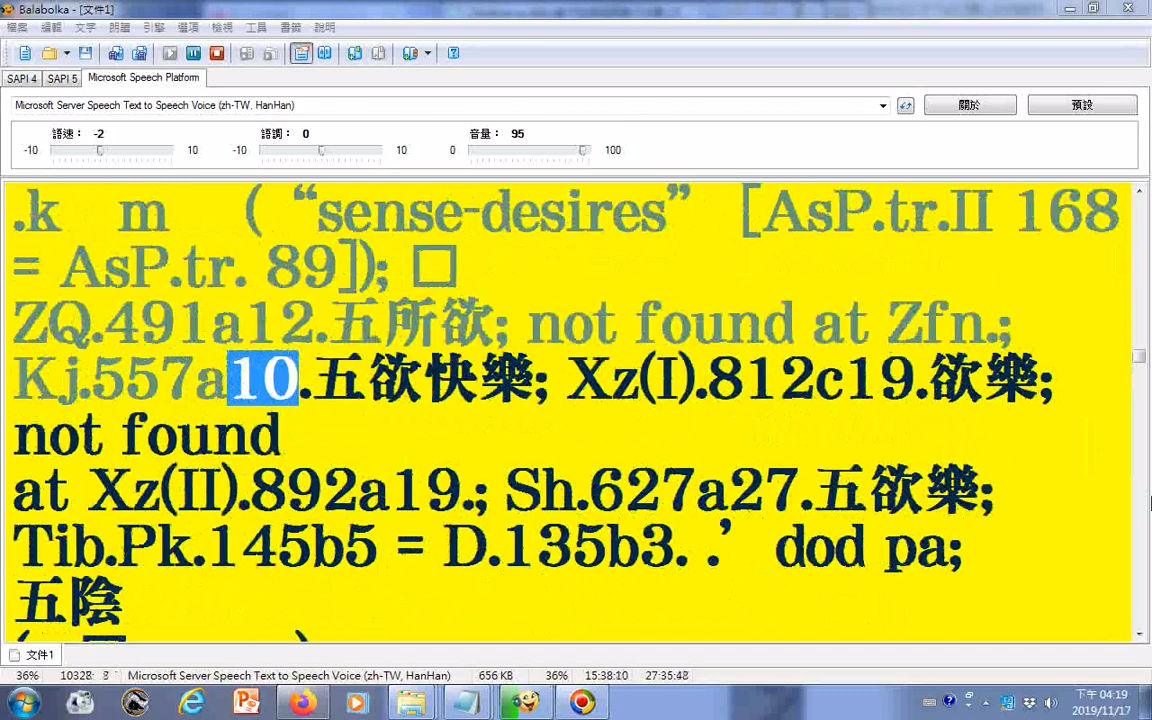 Balabolka - [文件1]
檔案 編輯 文字 朗讀 引擎 選項 檢視 工具 書籤 說明
SAPI 4 SAPI 5 Microsoft Speech Platform
Microsoft Server Speech Text to Speech Voice (zh-TW, HanHan) 關於 預設
語速： -2 語調： 0 音量： 95
-10 10 -10 10 0 100
.k m (“sense-desires” [AsP.tr.II 168
= AsP.tr. 89]); □
ZQ.491a12.五所欲; not found at Zfn.;
Kj.557a10.五欲快樂; Xz(I).812c19.欲樂;
not found
at Xz(II).892a19.; Sh.627a27.五欲樂;
Tib.Pk.145b5 = D.135b3. .’ dod pa;
五陰
文件1
36% 10328: 8 Microsoft Server Speech Text to Speech Voice (zh-TW, HanHan) 656 KB 36% 15:38:10 27:35:48
下午 04:19
2019/11/17